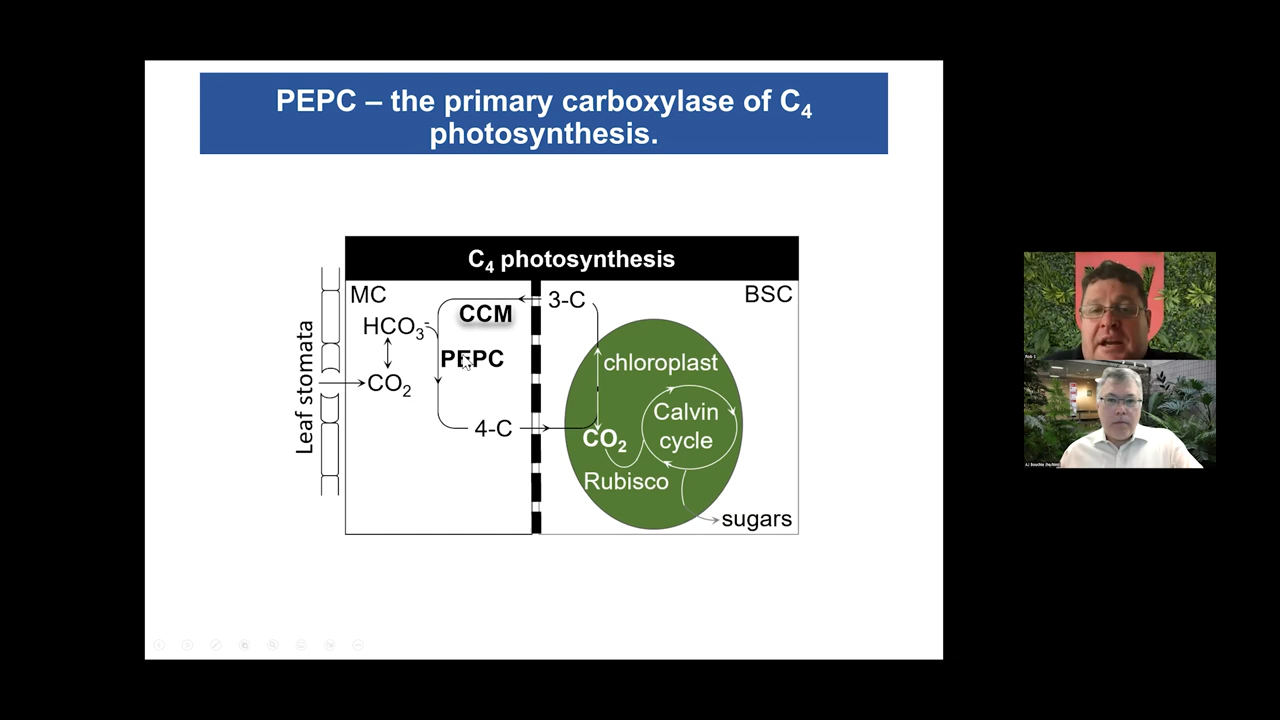 PEPC – the primary carboxylase of C₄
photosynthesis.
C₄ photosynthesis
MC
3-C
BSC
CCM
HCO₃⁻
PEPC
chloroplast
CO₂
Leaf stomata
Calvin
cycle
4-C
CO₂
Rubisco
sugars
Rob S